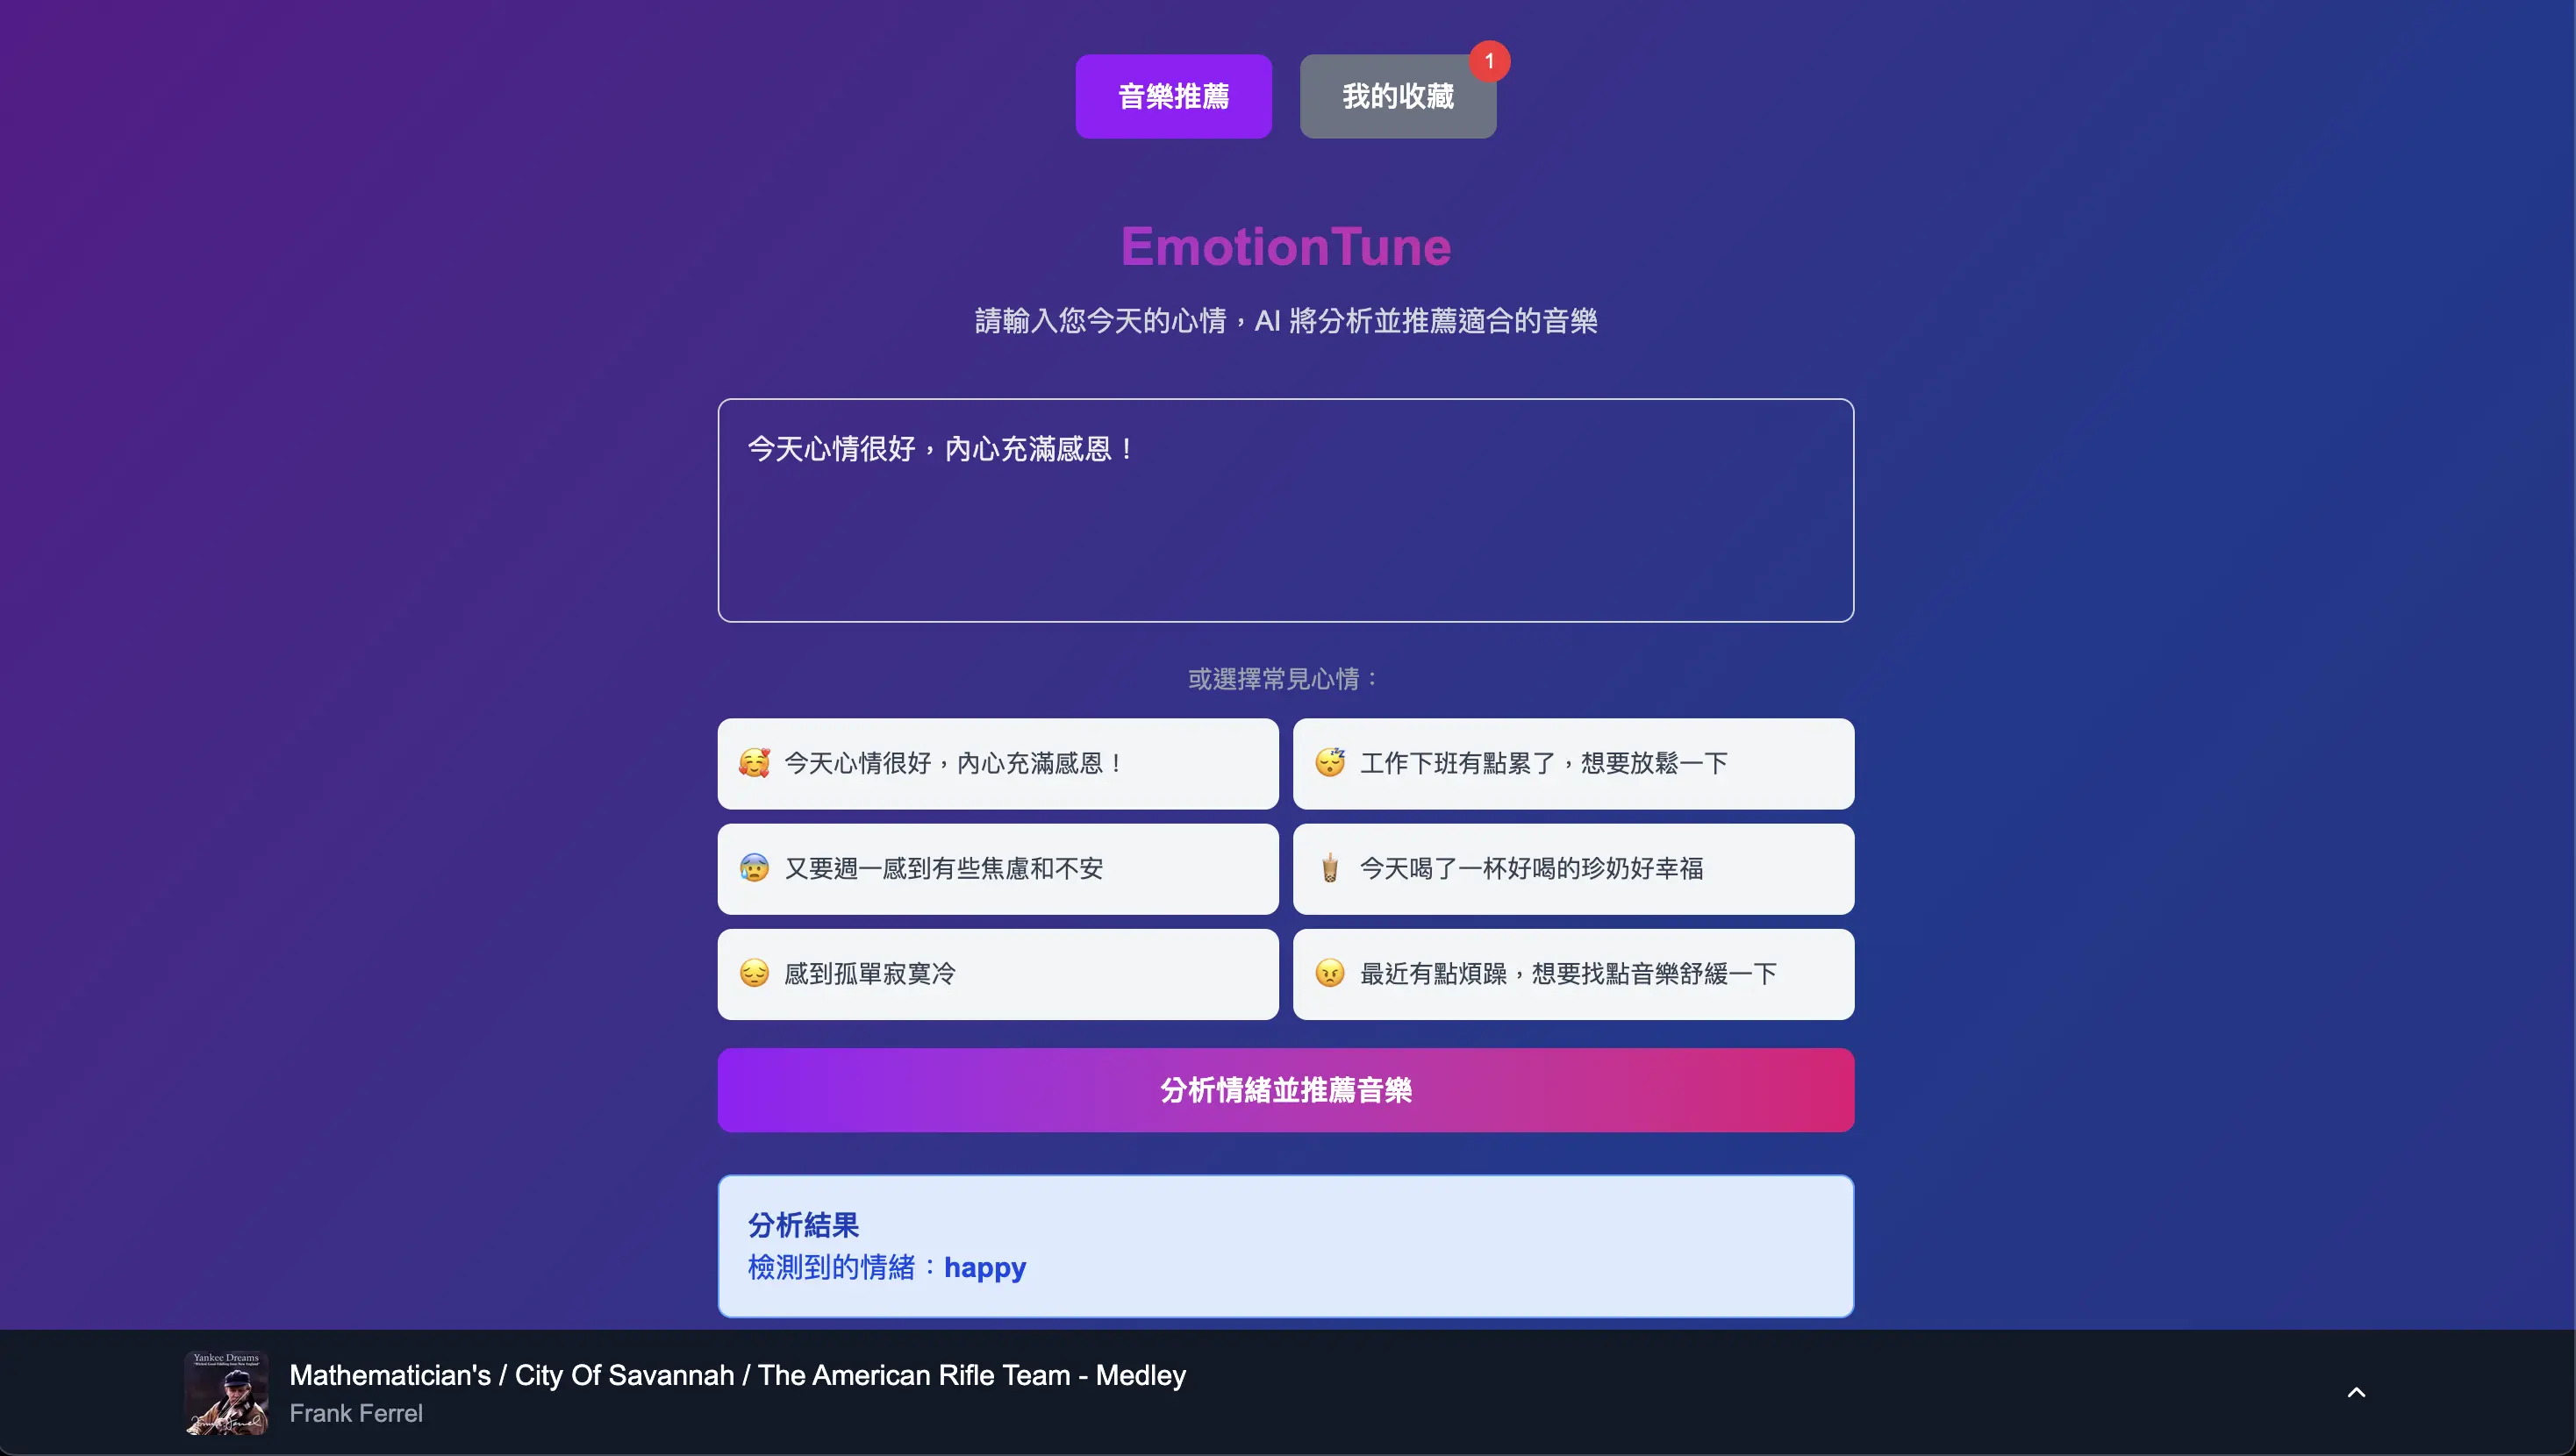 音樂推薦
我的收藏
1
EmotionTune
請輸入您今天的心情，AI 將分析並推薦適合的音樂
今天心情很好，內心充滿感恩！
或選擇常見心情：
今天心情很好，內心充滿感恩！
工作下班有點累了，想要放鬆一下
又要週一感到有些焦慮和不安
今天喝了一杯好喝的珍奶好幸福
感到孤單寂寞冷
最近有點煩躁，想要找點音樂舒緩一下
分析情緒並推薦音樂
分析結果
檢測到的情緒：happy
Yankee Dreams
Mathematician's / City Of Savannah / The American Rifle Team - Medley
Frank Ferrel